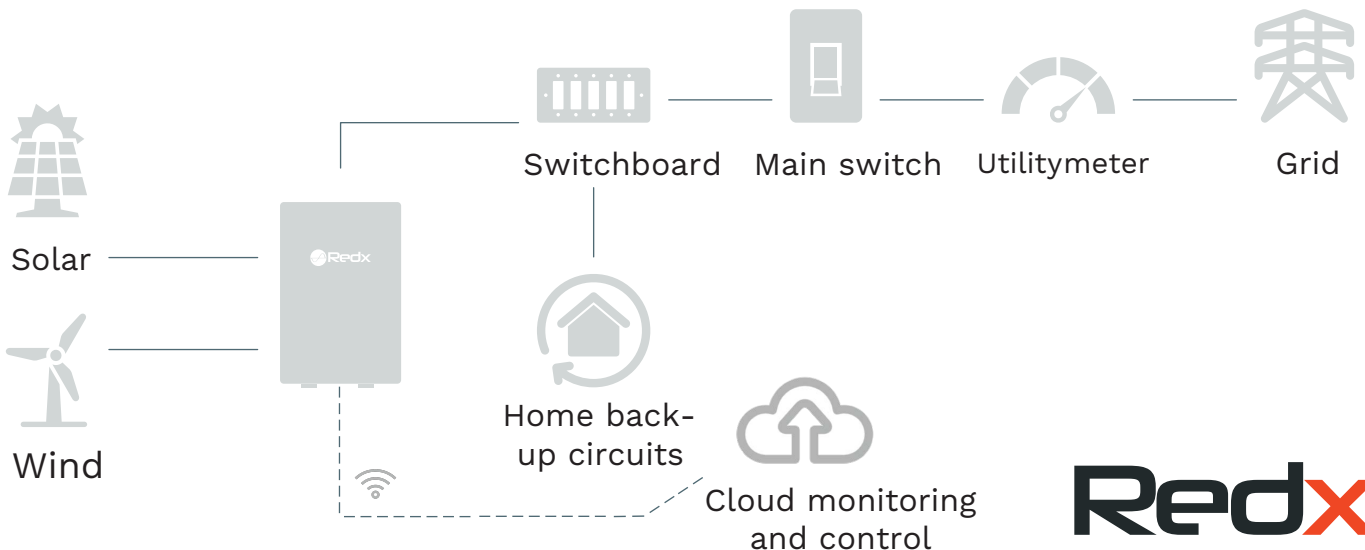 Switchboard
Main switch
Utilitymeter
Grid
Solar
Redx
Wind
Home back-
up circuits
Cloud monitoring
and control
Redx